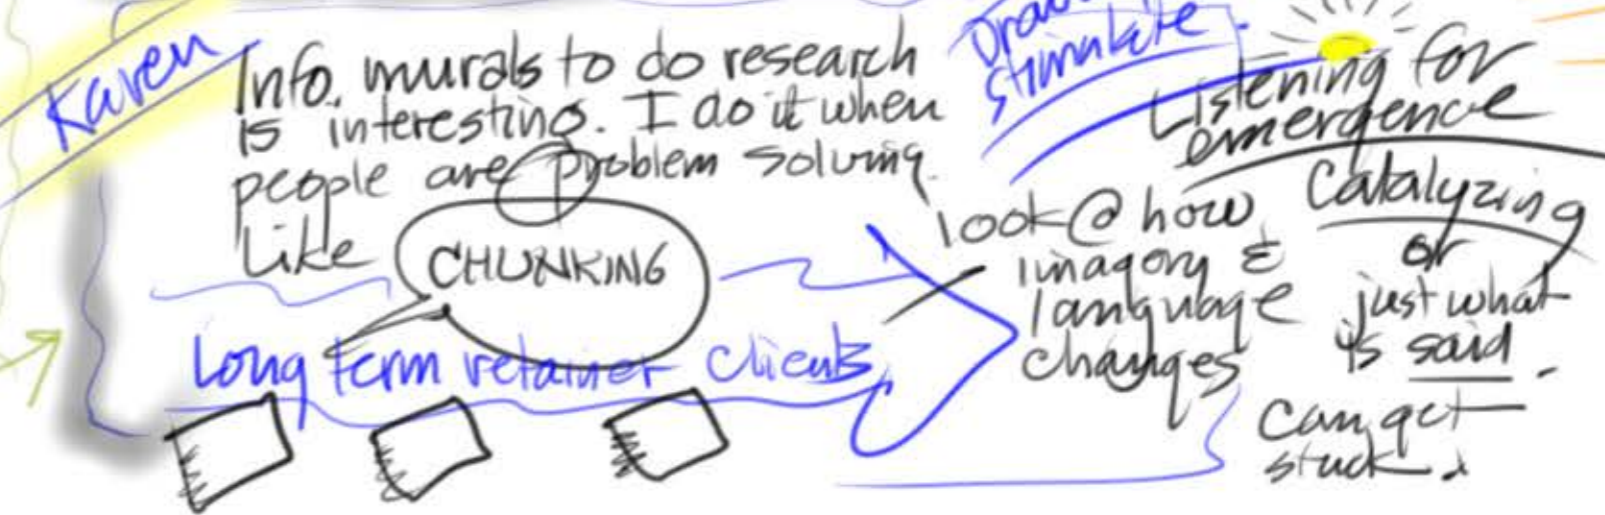 Karen
Info. murals to do research
is interesting. I do it when
people are problem solving.
Like
CHUNKING
Long term retainer clients
look @ how
imagery &
language
changes
stimulate.
Listening for
emergence
Catalyzing
or
just what
is said.
Can get
stuck.